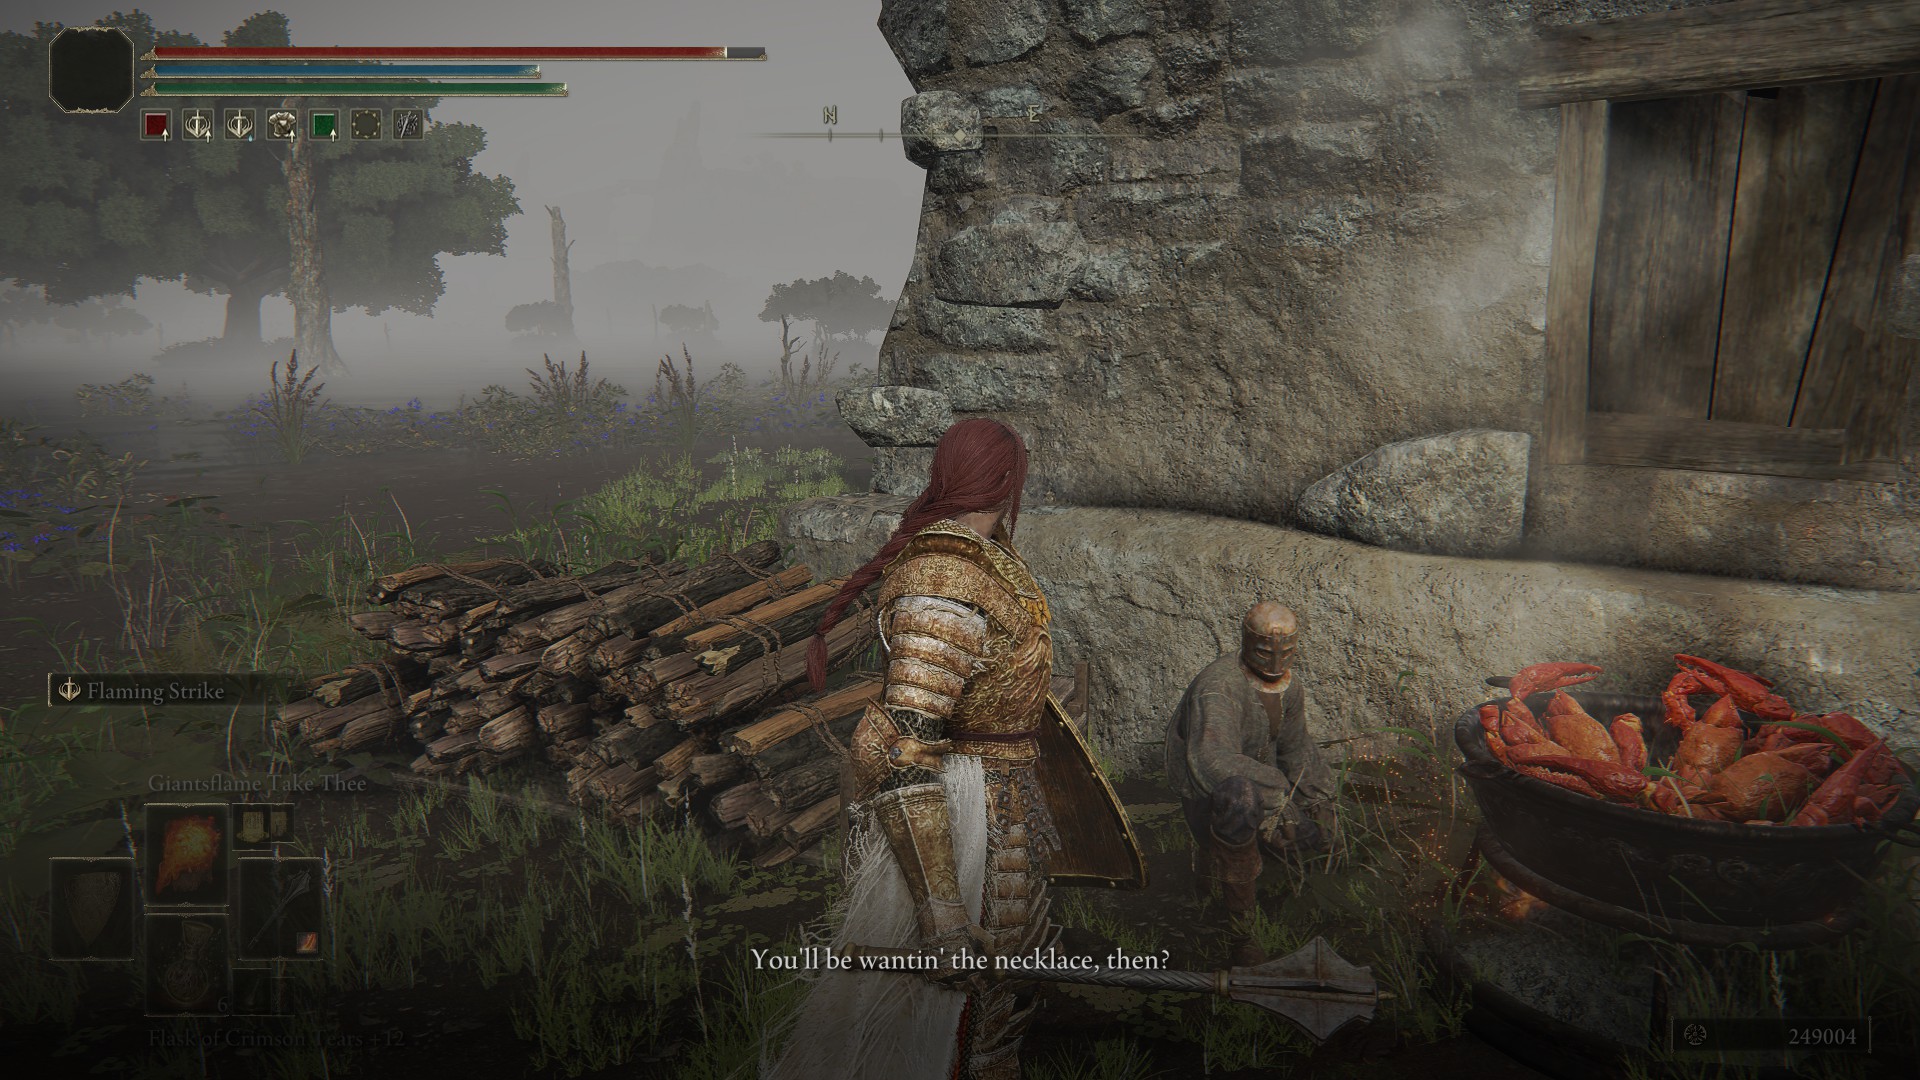 N
E
Flaming Strike
Giantsflame Take Thee
You'll be wantin' the necklace, then?
6
Flask of Crimson Tears +12
249004